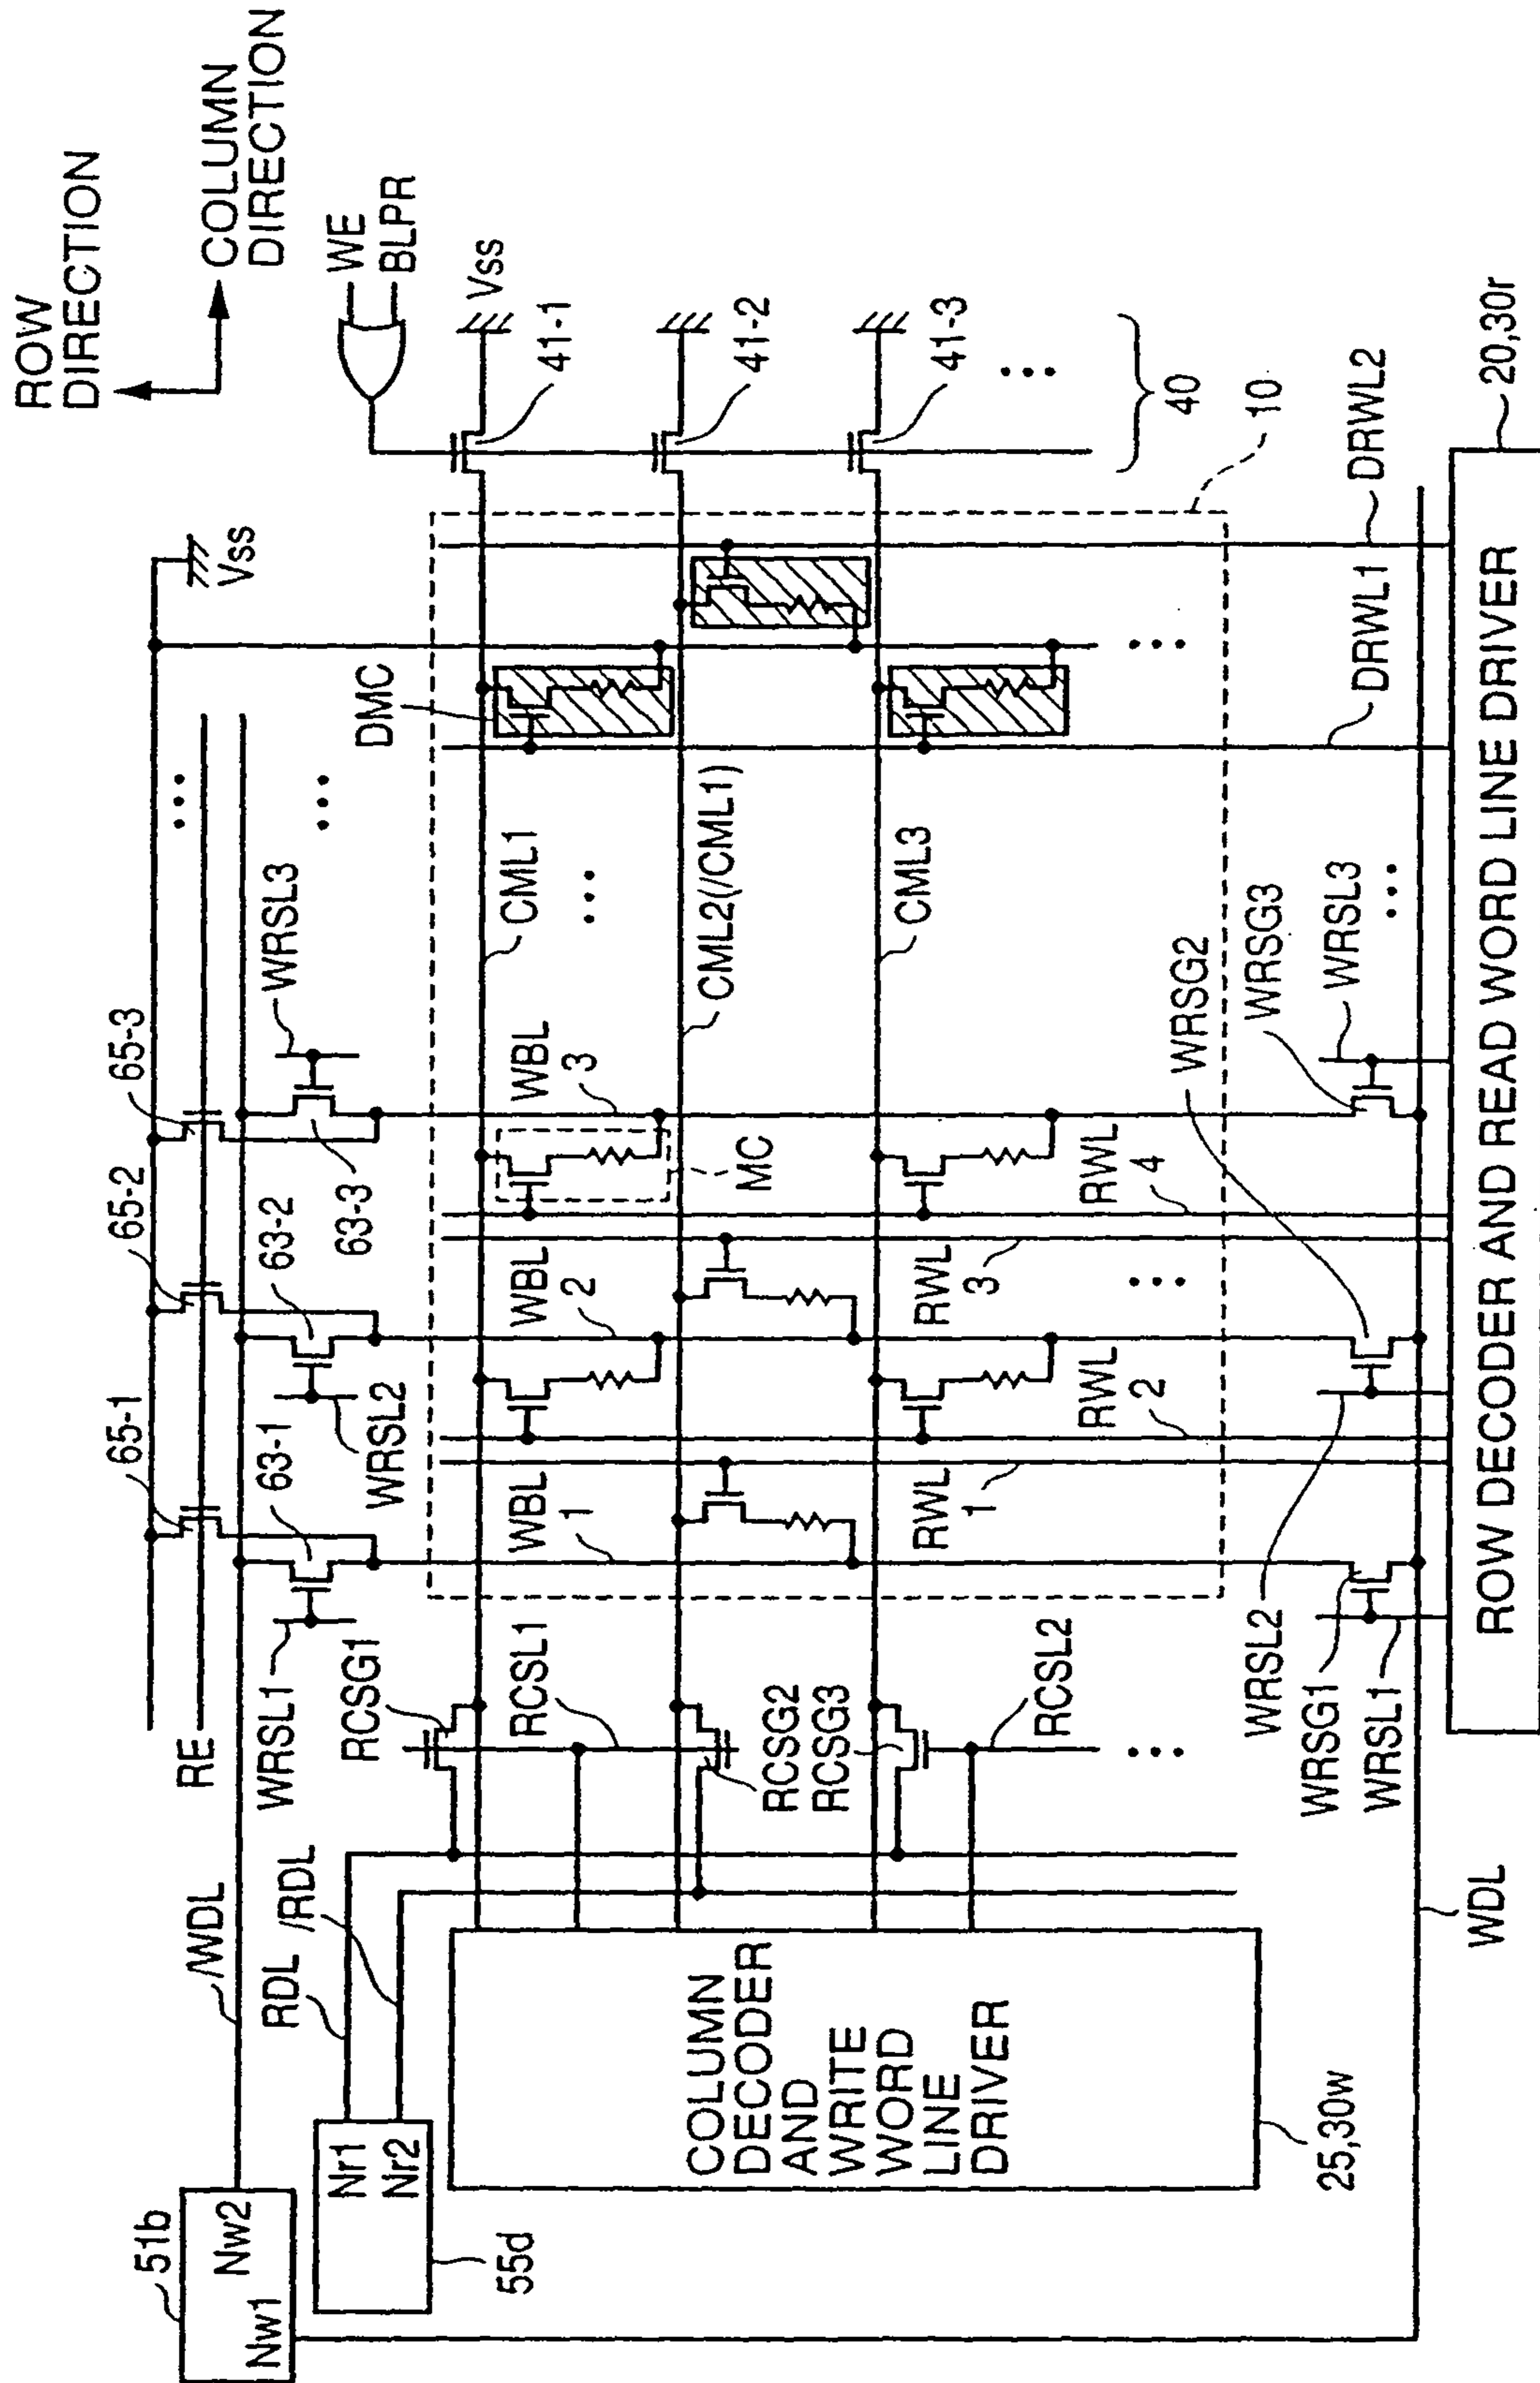 ROW
DIRECTION
COLUMN
DIRECTION
WE
BLPR
Vss
41-1
41-2
41-3
40
10
20,30r
DRWL2
DRWL1
Vss
DMC
CML1
CML2(/CML1)
CML3
WRSL3
65-3
65-2
65-1
63-3
63-2
63-1
WRSL2
WRSL1
RE
WBL
3
WBL
2
WBL
1
MC
RWL
4
RWL
3
RWL
2
RWL
1
WRSG3
WRSG2
WRSL3
WRSL2
WRSG1
WRSL1
ROW DECODER AND READ WORD LINE DRIVER
RCSG1
RCSL1
RCSG2
RCSG3
RCSL2
/WDL
RDL
/RDL
WDL
51b
Nw2
Nw1
Nr1
Nr2
55d
COLUMN
DECODER
AND
WRITE
WORD
LINE
DRIVER
25,30w